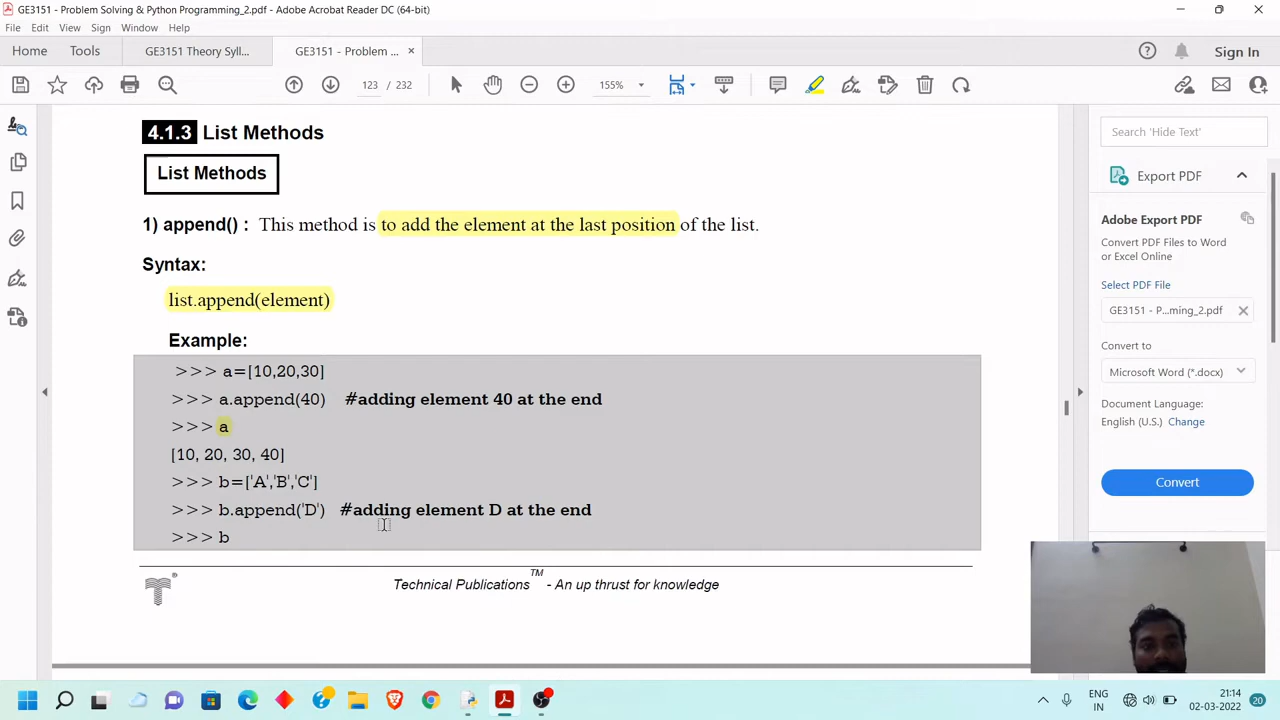 GE3151 - Problem Solving & Python Programming_2.pdf - Adobe Acrobat Reader DC (64-bit)
File Edit View Sign Window Help
Home Tools GE3151 Theory Syll... GE3151 - Problem ... × Sign In
123 / 232 155%
4.1.3 List Methods
List Methods
1) append() : This method is to add the element at the last position of the list.
Syntax:
list.append(element)
Example:
>>> a=[10,20,30]
>>> a.append(40) #adding element 40 at the end
>>> a
[10, 20, 30, 40]
>>> b=['A','B','C']
>>> b.append('D') #adding element D at the end
>>> b
Technical Publications™ - An up thrust for knowledge
Search 'Hide Text'
Export PDF
Adobe Export PDF
Convert PDF Files to Word
or Excel Online
Select PDF File
GE3151 - P...ming_2.pdf
Convert to
Microsoft Word (*.docx)
Document Language:
English (U.S.) Change
Convert
ENG
IN
21:14
02-03-2022
20